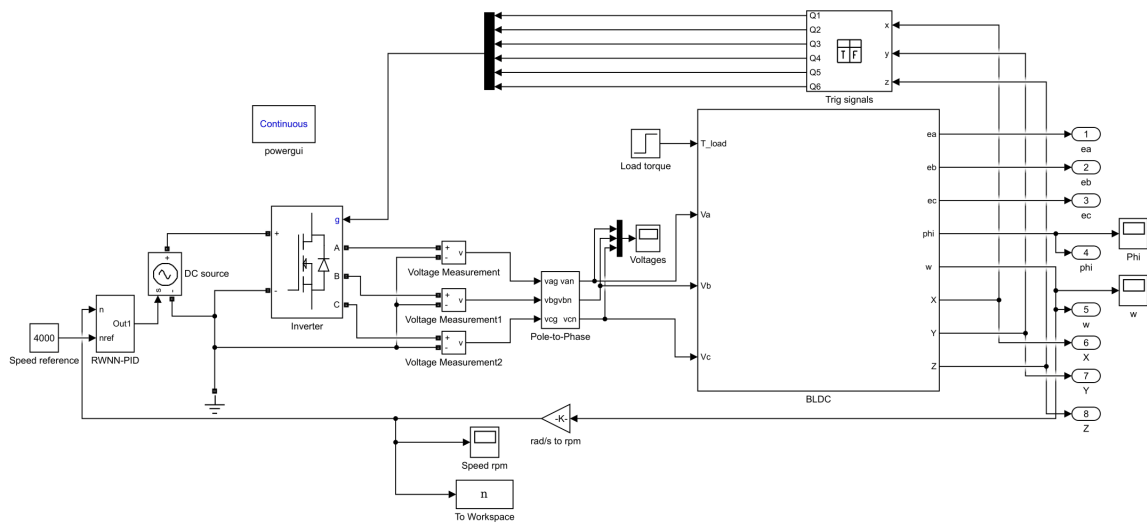 Q1
Q2
Q3
Q4
Q5
Q6
x
y
z
T F
Trig signals
Continuous
powergui
Load torque
T_load
Va
Vb
Vc
ea
eb
ec
phi
w
X
Y
Z
BLDC
1
ea
2
eb
3
ec
4
phi
5
w
6
X
7
Y
8
Z
Phi
w
g
+
-
A
B
C
Inverter
+
-
s
DC source
+
-
v
Voltage Measurement
+
-
v
Voltage Measurement1
+
-
v
Voltage Measurement2
vag van
vbgvbn
vcg vcn
Pole-to-Phase
Voltages
4000
Speed reference
n
nref
Out1
RWNN-PID
-K-
rad/s to rpm
Speed rpm
n
To Workspace